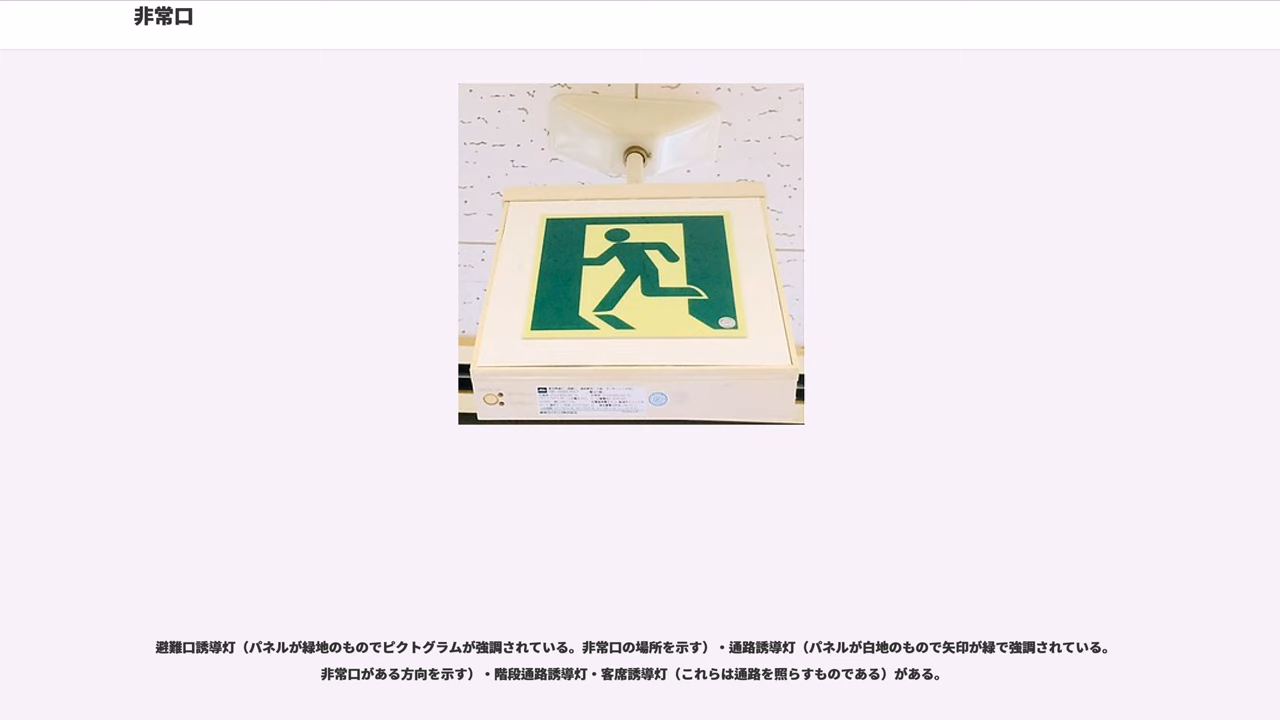 非常口
避難口誘導灯（パネルが緑地のものでピクトグラムが強調されている。非常口の場所を示す）・通路誘導灯（パネルが白地のもので矢印が緑で強調されている。
非常口がある方向を示す）・階段通路誘導灯・客席誘導灯（これらは通路を照らすものである）がある。